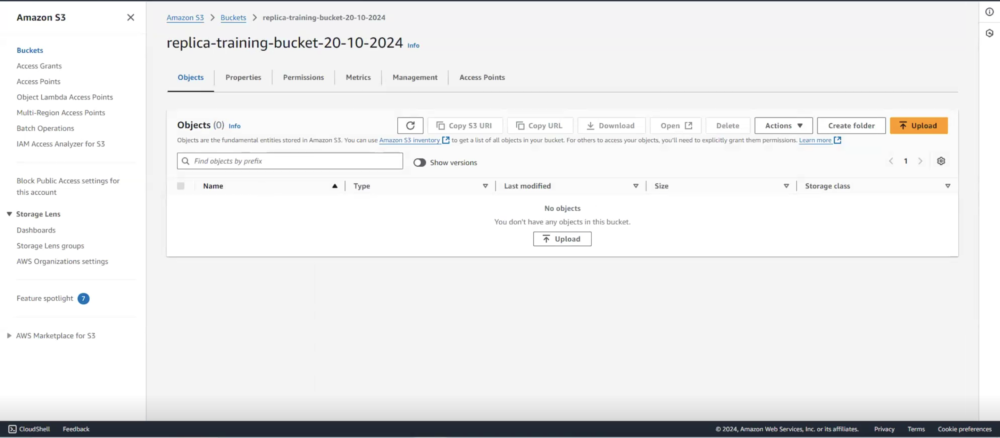 Amazon S3
Buckets
Access Grants
Access Points
Object Lambda Access Points
Multi-Region Access Points
Batch Operations
IAM Access Analyzer for S3
Block Public Access settings for
this account
Storage Lens
Dashboards
Storage Lens groups
AWS Organizations settings
Feature spotlight 7
AWS Marketplace for S3
Amazon S3 > Buckets > replica-training-bucket-20-10-2024
replica-training-bucket-20-10-2024 Info
Objects Properties Permissions Metrics Management Access Points
Objects (0) Info Copy S3 URI Copy URL Download Open Delete Actions Create folder Upload
Objects are the fundamental entities stored in Amazon S3. You can use Amazon S3 inventory to get a list of all objects in your bucket. For others to access your objects, you'll need to explicitly grant them permissions. Learn more
Find objects by prefix Show versions 1
Name Type Last modified Size Storage class
No objects
You don't have any objects in this bucket.
Upload
CloudShell Feedback © 2024, Amazon Web Services, Inc. or its affiliates. Privacy Terms Cookie preferences